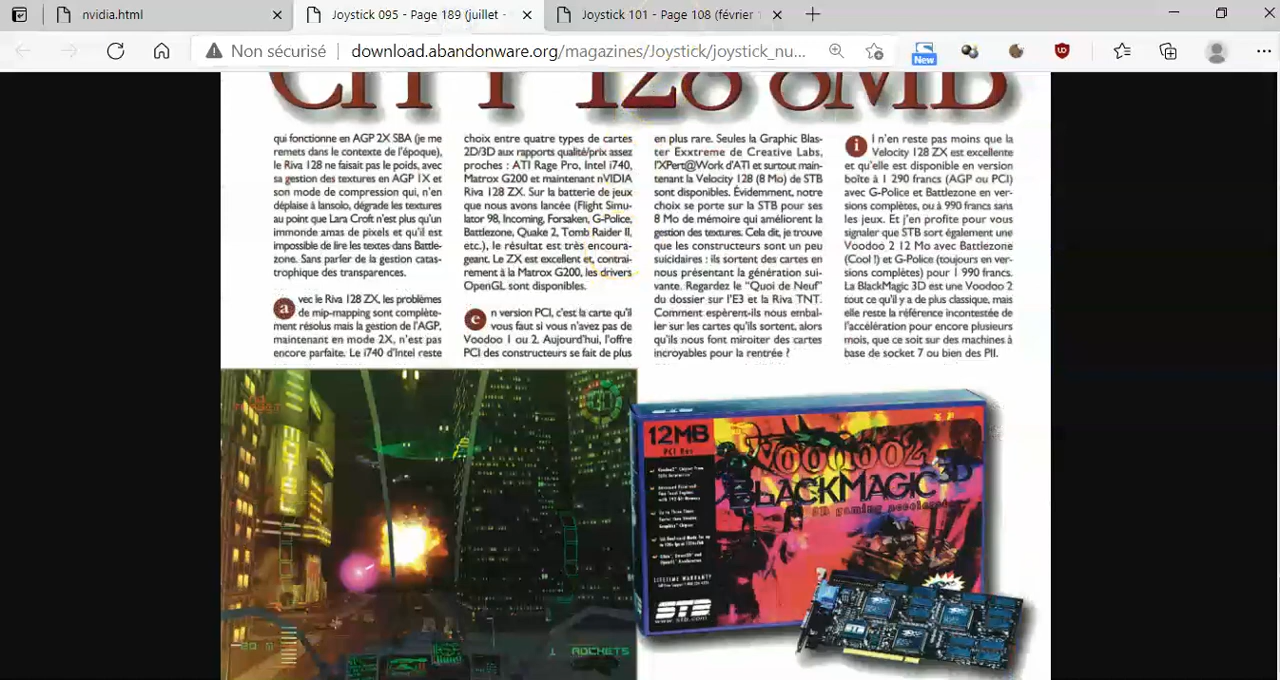 nvidia.html
Joystick 095 - Page 189 (juillet -
Joystick 101 - Page 108 (février
Non sécurisé
download.abandonware.org/magazines/Joystick/joystick_nu...
New
CITY 128 8MB
qui fonctionne en AGP 2X SBA (je me
remets dans le contexte de l'époque),
le Riva 128 ne faisait pas le poids, avec
sa gestion des textures en AGP 1X et
son mode de compression qui, n'en
déplaise à lansolo, dégrade les textures
au point que Lara Croft n'est plus qu'un
immonde amas de pixels et qu'il est
impossible de lire les textes dans Battle-
zone. Sans parler de la gestion catas-
trophique des transparences.
avec le Riva 128 ZX, les problèmes
de mip-mapping sont complète-
ment résolus mais la gestion de l'AGP,
maintenant en mode 2X, n'est pas
encore parfaite. Le i740 d'Intel reste
choix entre quatre types de cartes
2D/3D aux rapports qualité/prix assez
proches : ATI Rage Pro, Intel i740,
Matrox G200 et maintenant nVIDIA
Riva 128 ZX. Sur la batterie de jeux
que nous avons lancée (Flight Simu-
lator 98, Incoming, Forsaken, G-Police,
Battlezone, Quake 2, Tomb Raider II,
etc.), le résultat est très encoura-
geant. Le ZX est excellent et, contrai-
rement à la Matrox G200, les drivers
OpenGL sont disponibles.
en version PCI, c'est la carte qu'il
vous faut si vous n'avez pas de
Voodoo 1 ou 2. Aujourd'hui, l'offre
PCI des constructeurs se fait de plus
en plus rare. Seules la Graphic Blas-
ter Exxtreme de Creative Labs,
l'XPert@Work d'ATI et surtout main-
tenant la Velocity 128 (8 Mo) de STB
sont disponibles. Évidemment, notre
choix se porte sur la STB pour ses
8 Mo de mémoire qui améliorent la
gestion des textures. Cela dit, je trouve
que les constructeurs sont un peu
suicidaires : ils sortent des cartes en
nous présentant la génération sui-
vante. Regardez le "Quoi de Neuf"
du dossier sur l'E3 et la Riva TNT.
Comment espèrent-ils nous embal-
ler sur les cartes qu'ils sortent, alors
qu'ils nous font miroiter des cartes
incroyables pour la rentrée ?
il n'en reste pas moins que la
Velocity 128 ZX est excellente
et qu'elle est disponible en version
boîte à 1 290 francs (AGP ou PCI)
avec G-Police et Battlezone en ver-
sions complètes, ou à 990 francs sans
les jeux. Et j'en profite pour vous
signaler que STB sort également une
Voodoo 2 12 Mo avec Battlezone
(Cool !) et G-Police (toujours en ver-
sions complètes) pour 1 990 francs.
La BlackMagic 3D est une Voodoo 2
tout ce qu'il y a de plus classique, mais
elle reste la référence incontestée de
l'accélération pour encore plusieurs
mois, que ce soit sur des machines à
base de socket 7 ou bien des PII.
ROCKETS
12MB
PCI Bus
VOODOO2
BLACKMAGIC 3D
3D gaming accelerator
LIFETIME WARRANTY
STB
STB